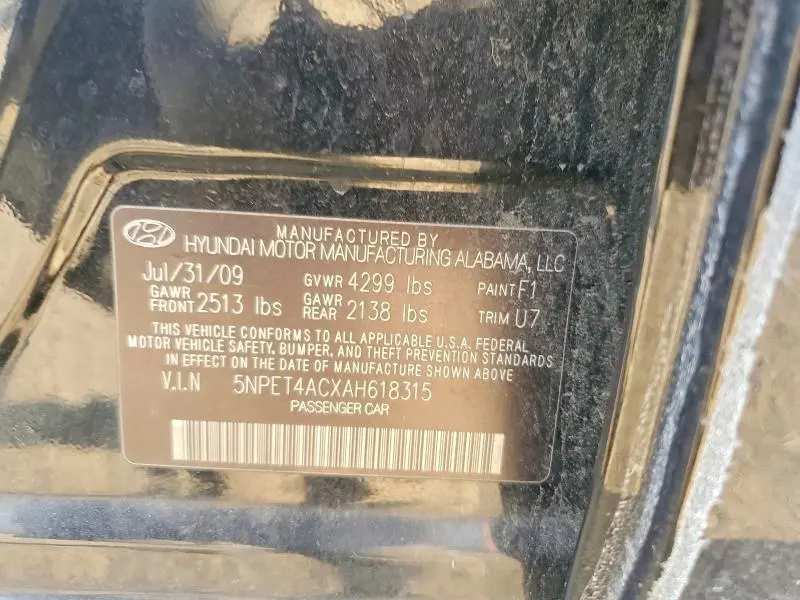 MANUFACTURED BY
HYUNDAI MOTOR MANUFACTURING ALABAMA, LLC
Jul/31/09 GVWR 4299 lbs PAINT F1
GAWR FRONT 2513 lbs GAWR REAR 2138 lbs TRIM U7
THIS VEHICLE CONFORMS TO ALL APPLICABLE U.S.A. FEDERAL
MOTOR VEHICLE SAFETY, BUMPER, AND THEFT PREVENTION STANDARDS
IN EFFECT ON THE DATE OF MANUFACTURE SHOWN ABOVE.
V.I.N 5NPET4ACXAH618315
PASSENGER CAR